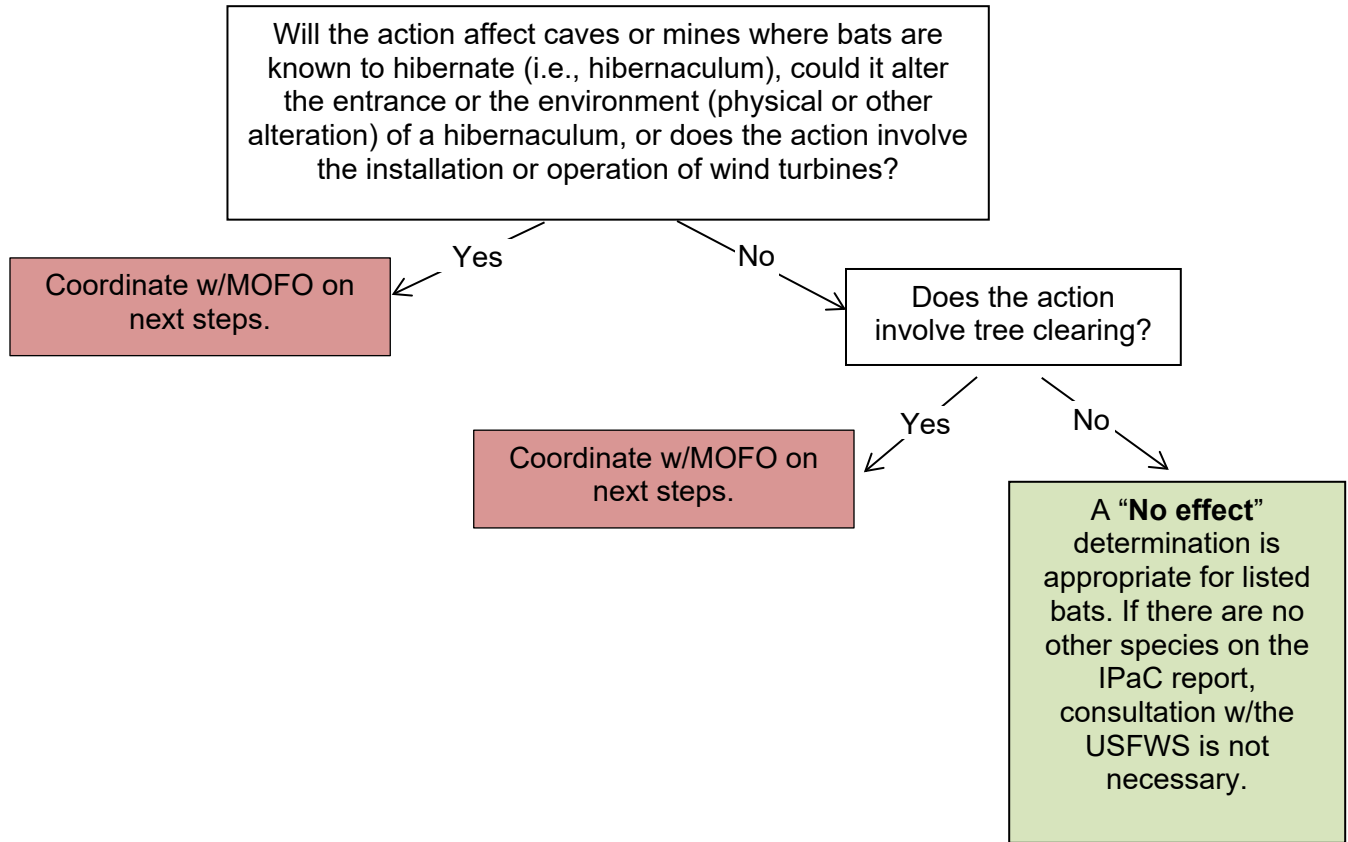 Will the action affect caves or mines where bats are
known to hibernate (i.e., hibernaculum), could it alter
the entrance or the environment (physical or other
alteration) of a hibernaculum, or does the action involve
the installation or operation of wind turbines?
Yes
No
Coordinate w/MOFO on
next steps.
Does the action
involve tree clearing?
Yes
No
Coordinate w/MOFO on
next steps.
A “No effect”
determination is
appropriate for listed
bats. If there are no
other species on the
IPaC report,
consultation w/the
USFWS is not
necessary.